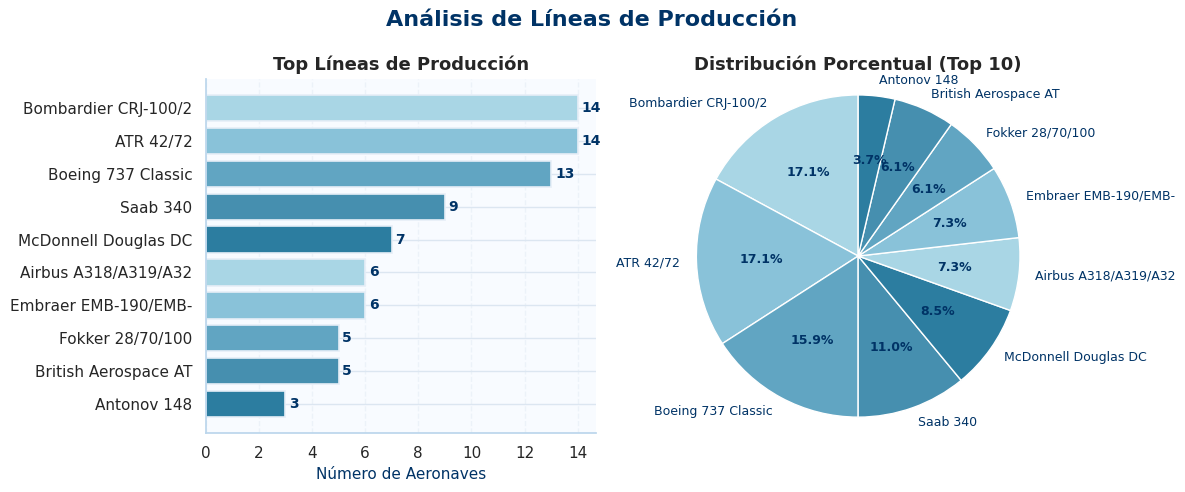 Análisis de Líneas de Producción
Top Líneas de Producción
Bombardier CRJ-100/2
14
ATR 42/72
14
Boeing 737 Classic
13
Saab 340
9
McDonnell Douglas DC
7
Airbus A318/A319/A32
6
Embraer EMB-190/EMB-
6
Fokker 28/70/100
5
British Aerospace AT
5
Antonov 148
3
0 2 4 6 8 10 12 14
Número de Aeronaves
Distribución Porcentual (Top 10)
Bombardier CRJ-100/2
17.1%
ATR 42/72
17.1%
Boeing 737 Classic
15.9%
Saab 340
11.0%
McDonnell Douglas DC
8.5%
Airbus A318/A319/A32
7.3%
Embraer EMB-190/EMB-
7.3%
Fokker 28/70/100
6.1%
British Aerospace AT
6.1%
Antonov 148
3.7%